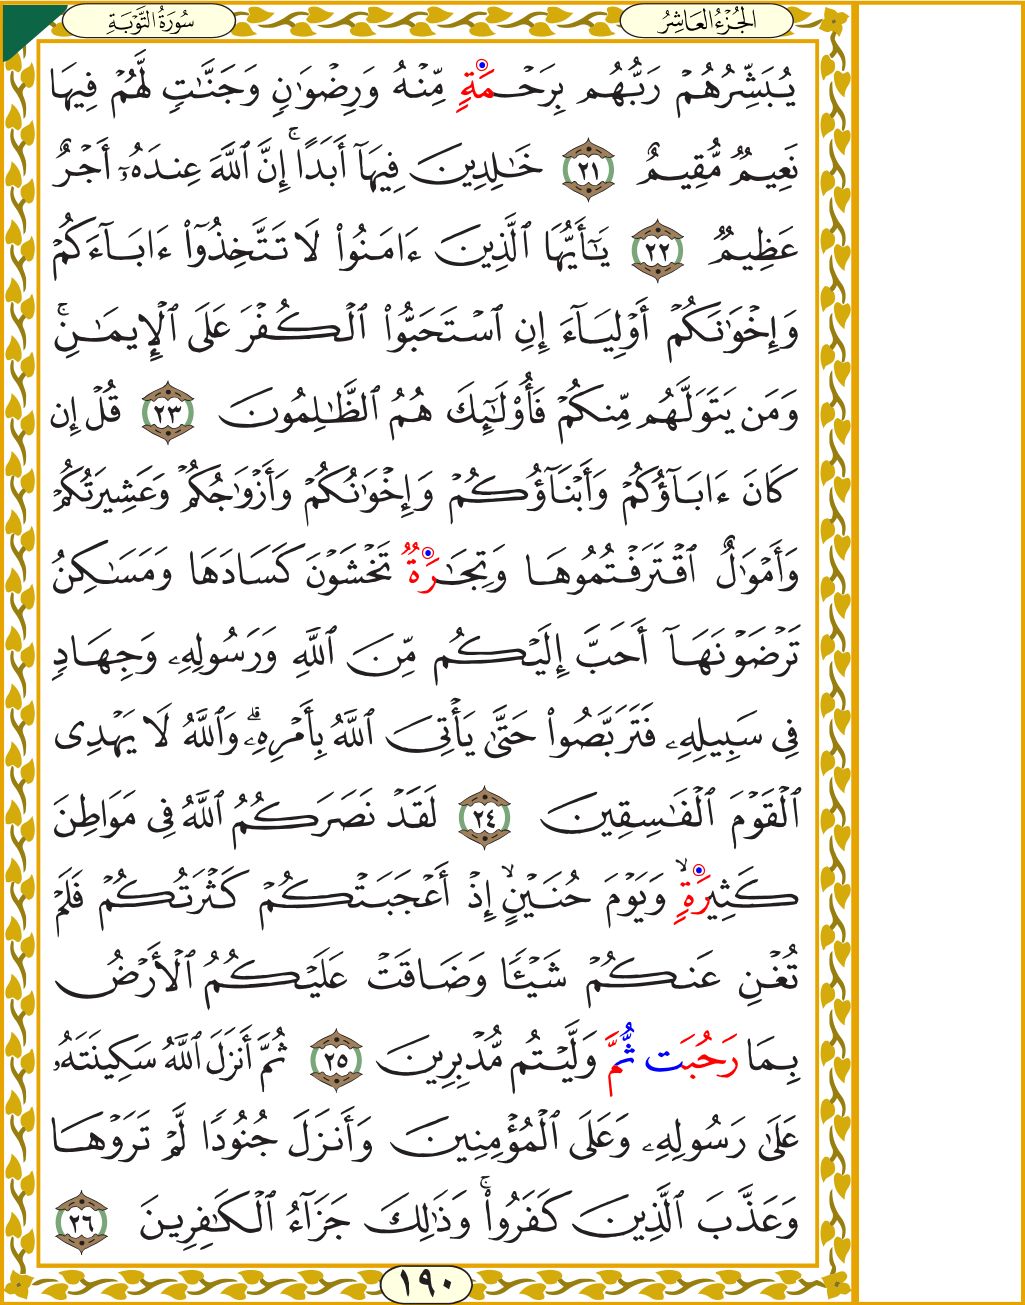 الجُزْءُ العَاشِرُ
سُورَةُ التَّوْبَةِ
يُبَشِّرُهُمْ رَبُّهُم بِرَحْمَةٍ مِّنْهُ وَرِضْوَٰنٍ وَجَنَّٰتٍ لَّهُمْ فِيهَا
نَعِيمٌ مُّقِيمٌ ٢١ خَٰلِدِينَ فِيهَآ أَبَدًا ۚ إِنَّ ٱللَّهَ عِندَهُۥٓ أَجْرٌ
عَظِيمٌ ٢٢ يَٰٓأَيُّهَا ٱلَّذِينَ ءَامَنُوا۟ لَا تَتَّخِذُوٓا۟ ءَابَآءَكُمْ
وَإِخْوَٰنَكُمْ أَوْلِيَآءَ إِنِ ٱسْتَحَبُّوا۟ ٱلْكُفْرَ عَلَى ٱلْإِيمَٰنِ ۚ
وَمَن يَتَوَلَّهُم مِّنكُمْ فَأُو۟لَٰٓئِكَ هُمُ ٱلظَّٰلِمُونَ ٢٣ قُلْ إِن
كَانَ ءَابَآؤُكُمْ وَأَبْنَآؤُكُمْ وَإِخْوَٰنُكُمْ وَأَزْوَٰجُكُمْ وَعَشِيرَتُكُمْ
وَأَمْوَٰلٌ ٱقْتَرَفْتُمُوهَا وَتِجَٰرَةٌ تَخْشَوْنَ كَسَادَهَا وَمَسَٰكِنُ
تَرْضَوْنَهَآ أَحَبَّ إِلَيْكُم مِّنَ ٱللَّهِ وَرَسُولِهِۦ وَجِهَادٍ
فِى سَبِيلِهِۦ فَتَرَبَّصُوا۟ حَتَّىٰ يَأْتِىَ ٱللَّهُ بِأَمْرِهِۦ ۗ وَٱللَّهُ لَا يَهْدِى
ٱلْقَوْمَ ٱلْفَٰسِقِينَ ٢٤ لَقَدْ نَصَرَكُمُ ٱللَّهُ فِى مَوَاطِنَ
كَثِيرَةٍ ۙ وَيَوْمَ حُنَيْنٍ ۙ إِذْ أَعْجَبَتْكُمْ كَثْرَتُكُمْ فَلَمْ
تُغْنِ عَنكُمْ شَيْـًٔا وَضَاقَتْ عَلَيْكُمُ ٱلْأَرْضُ
بِمَا رَحُبَت ثُمَّ وَلَّيْتُم مُّدْبِرِينَ ٢٥ ثُمَّ أَنزَلَ ٱللَّهُ سَكِينَتَهُۥ
عَلَىٰ رَسُولِهِۦ وَعَلَى ٱلْمُؤْمِنِينَ وَأَنزَلَ جُنُودًا لَّمْ تَرَوْهَا
وَعَذَّبَ ٱلَّذِينَ كَفَرُوا۟ ۚ وَذَٰلِكَ جَزَآءُ ٱلْكَٰفِرِينَ ٢٦
١٩٠